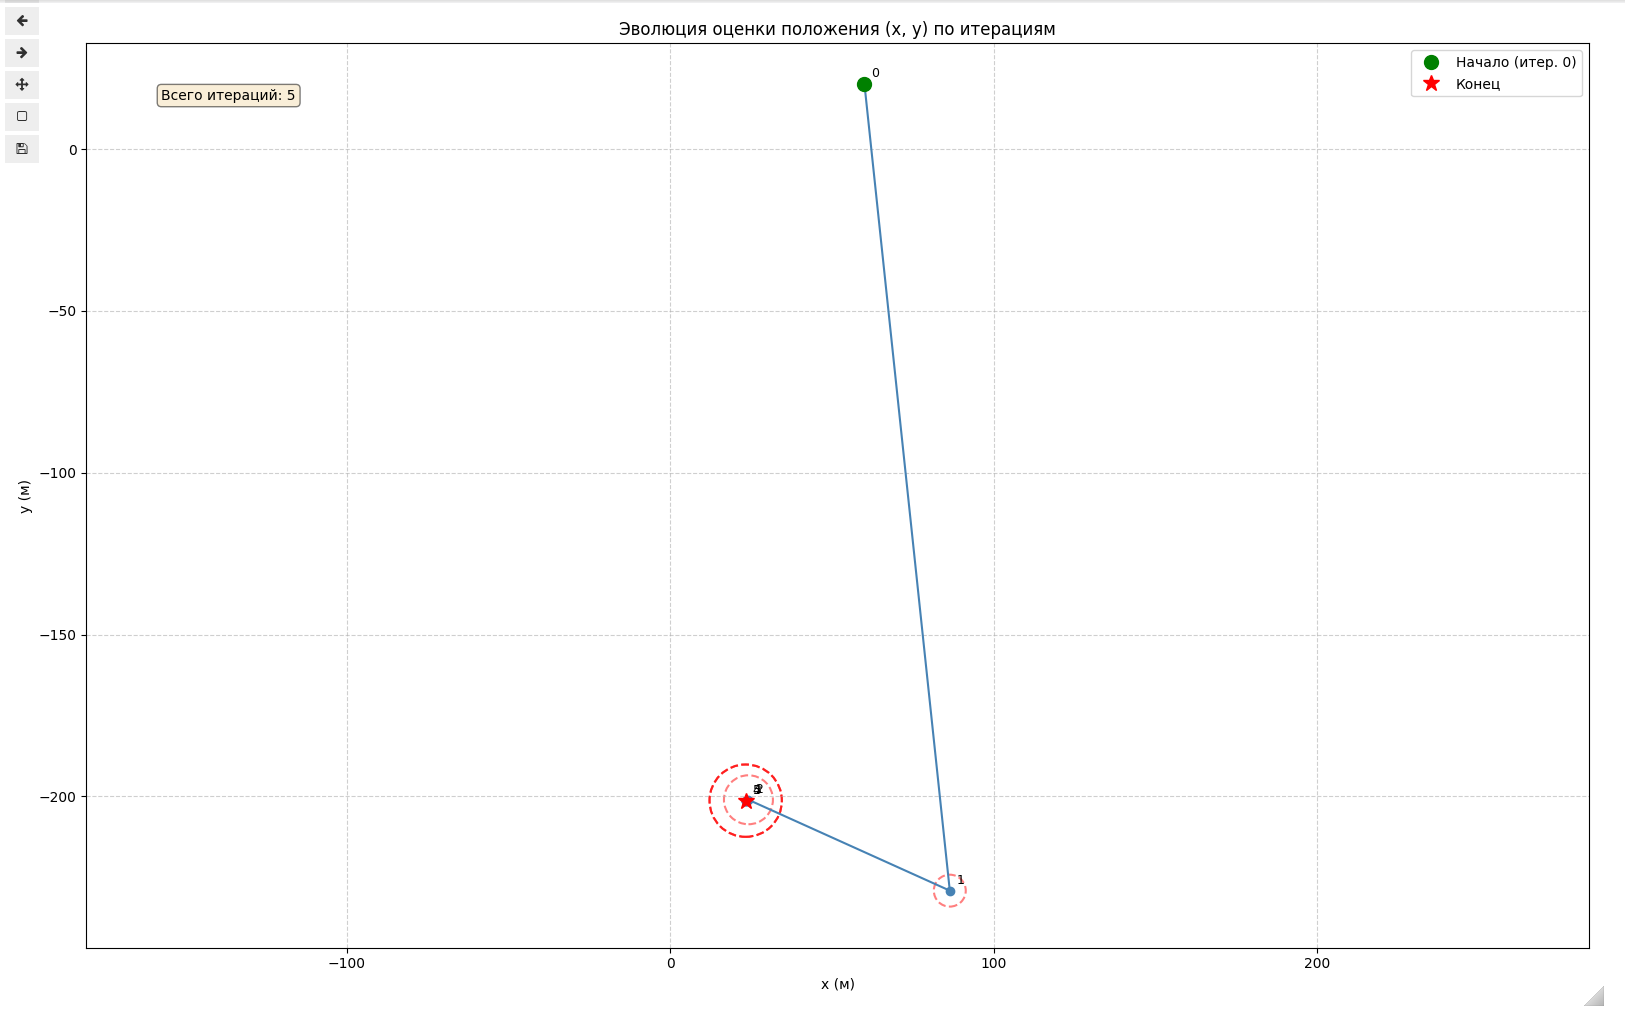 Эволюция оценки положения (x, y) по итерациям
Всего итераций: 5
Начало (итер. 0)
Конец
0
1
2
0
−50
−100
−150
−200
y (м)
−100
0
100
200
x (м)